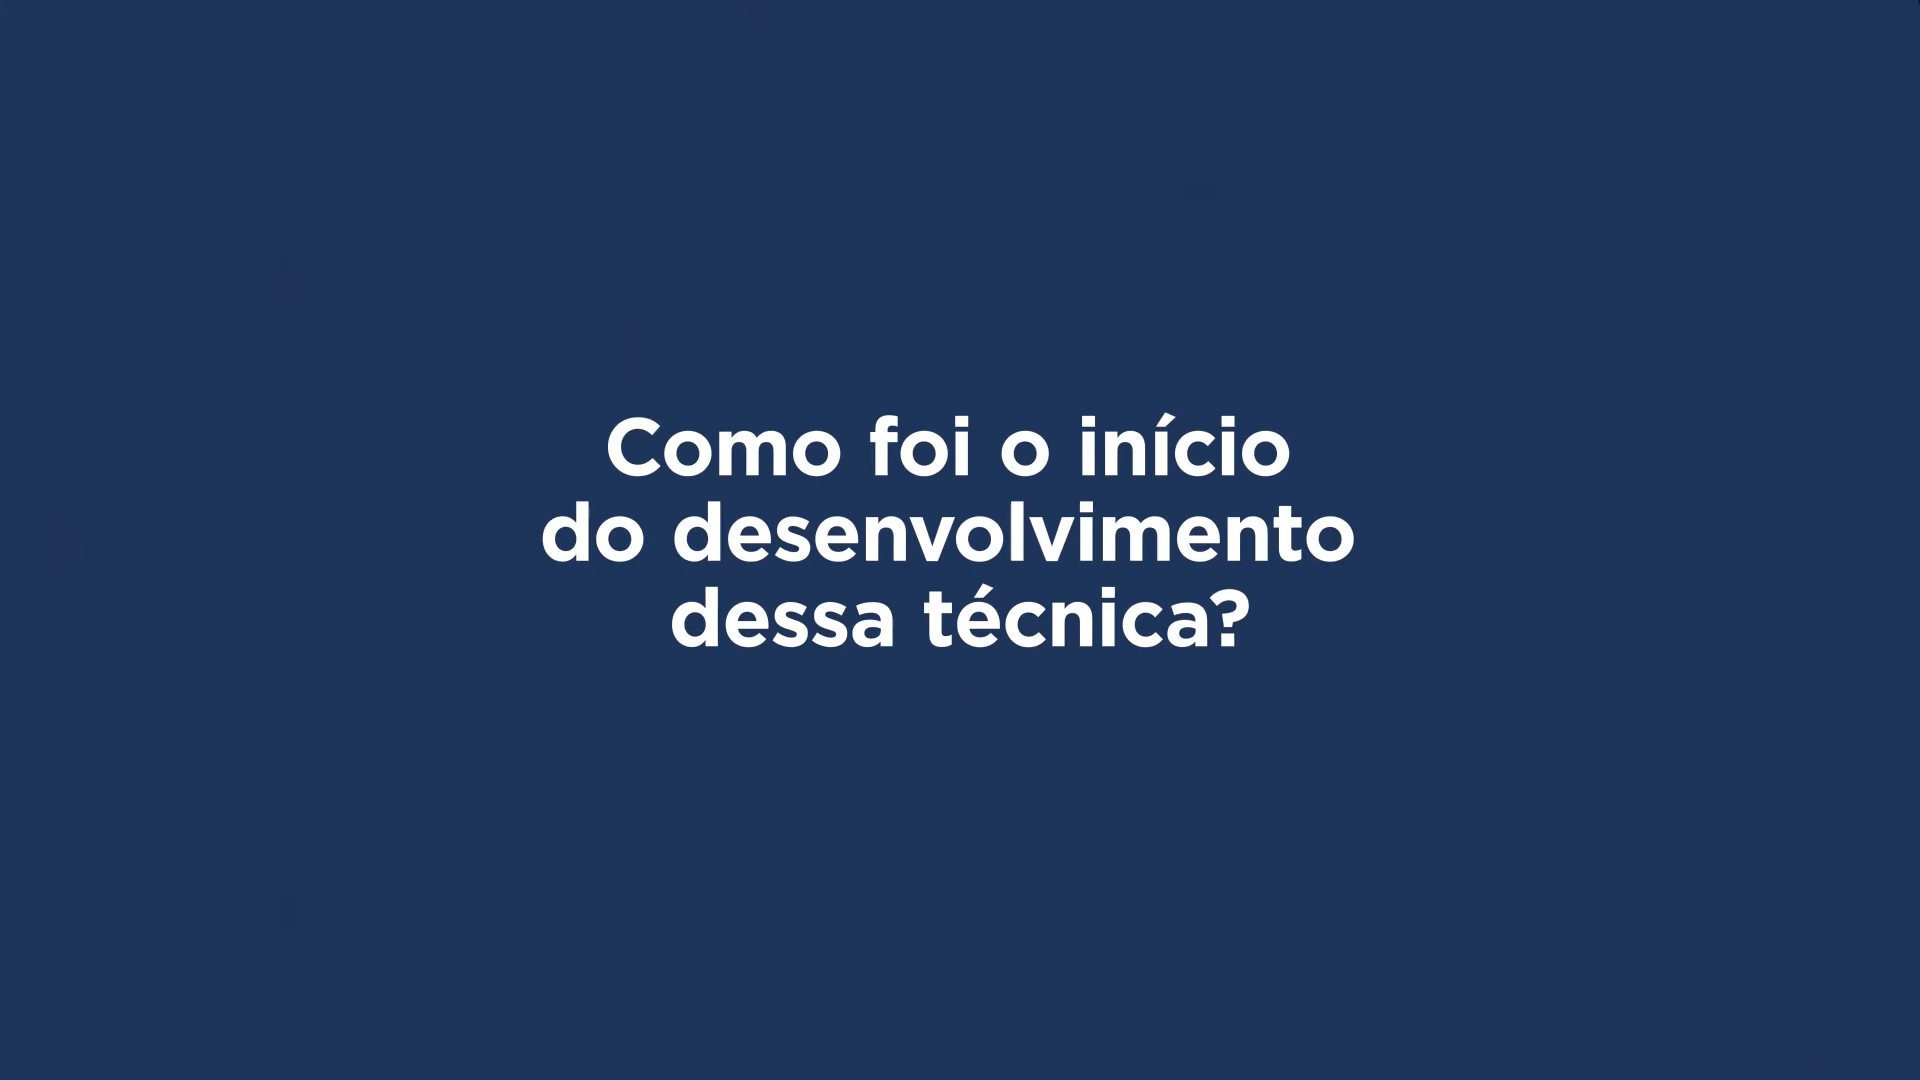 Como foi o início
do desenvolvimento
dessa técnica?